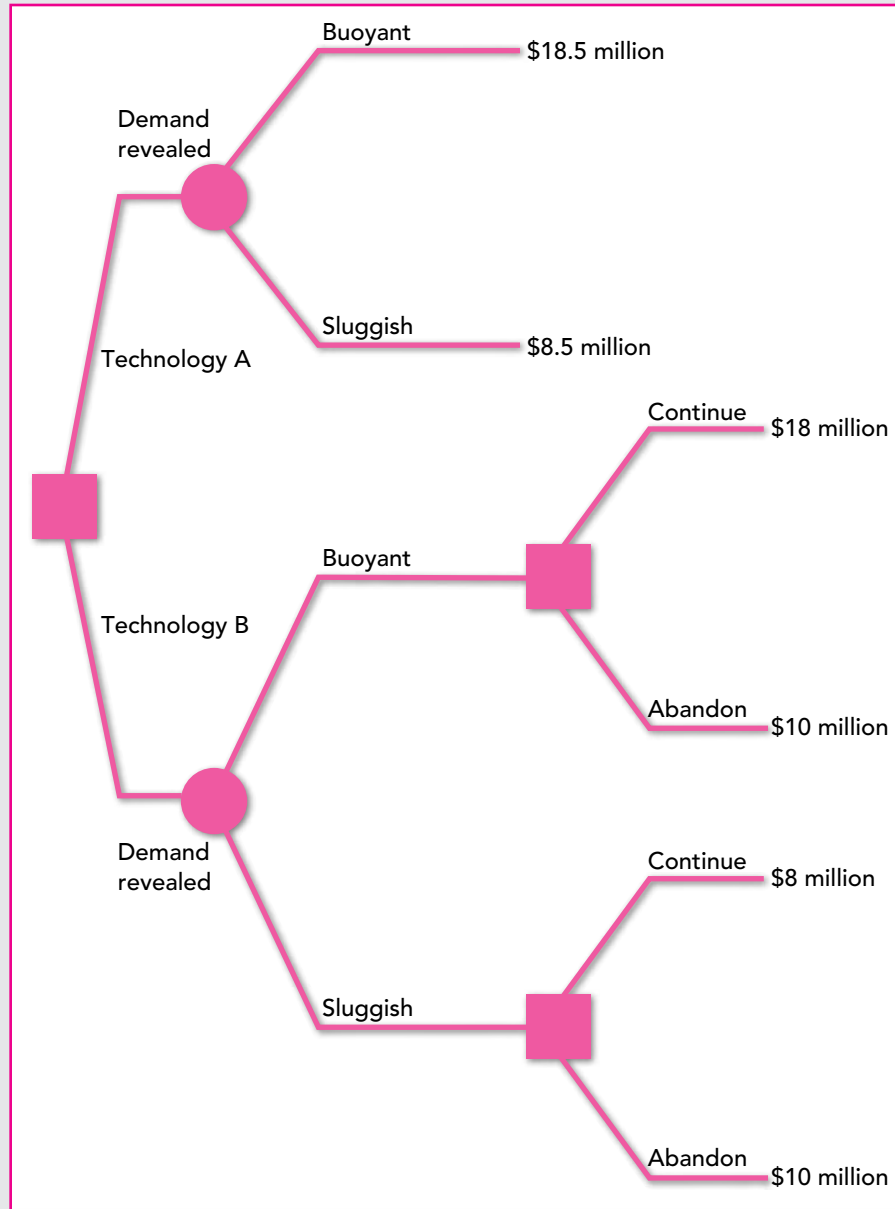 Buoyant
$18.5 million
Demand
revealed
Sluggish
$8.5 million
Technology A
Continue
$18 million
Buoyant
Technology B
Abandon
$10 million
Demand
revealed
Continue
$8 million
Sluggish
Abandon
$10 million